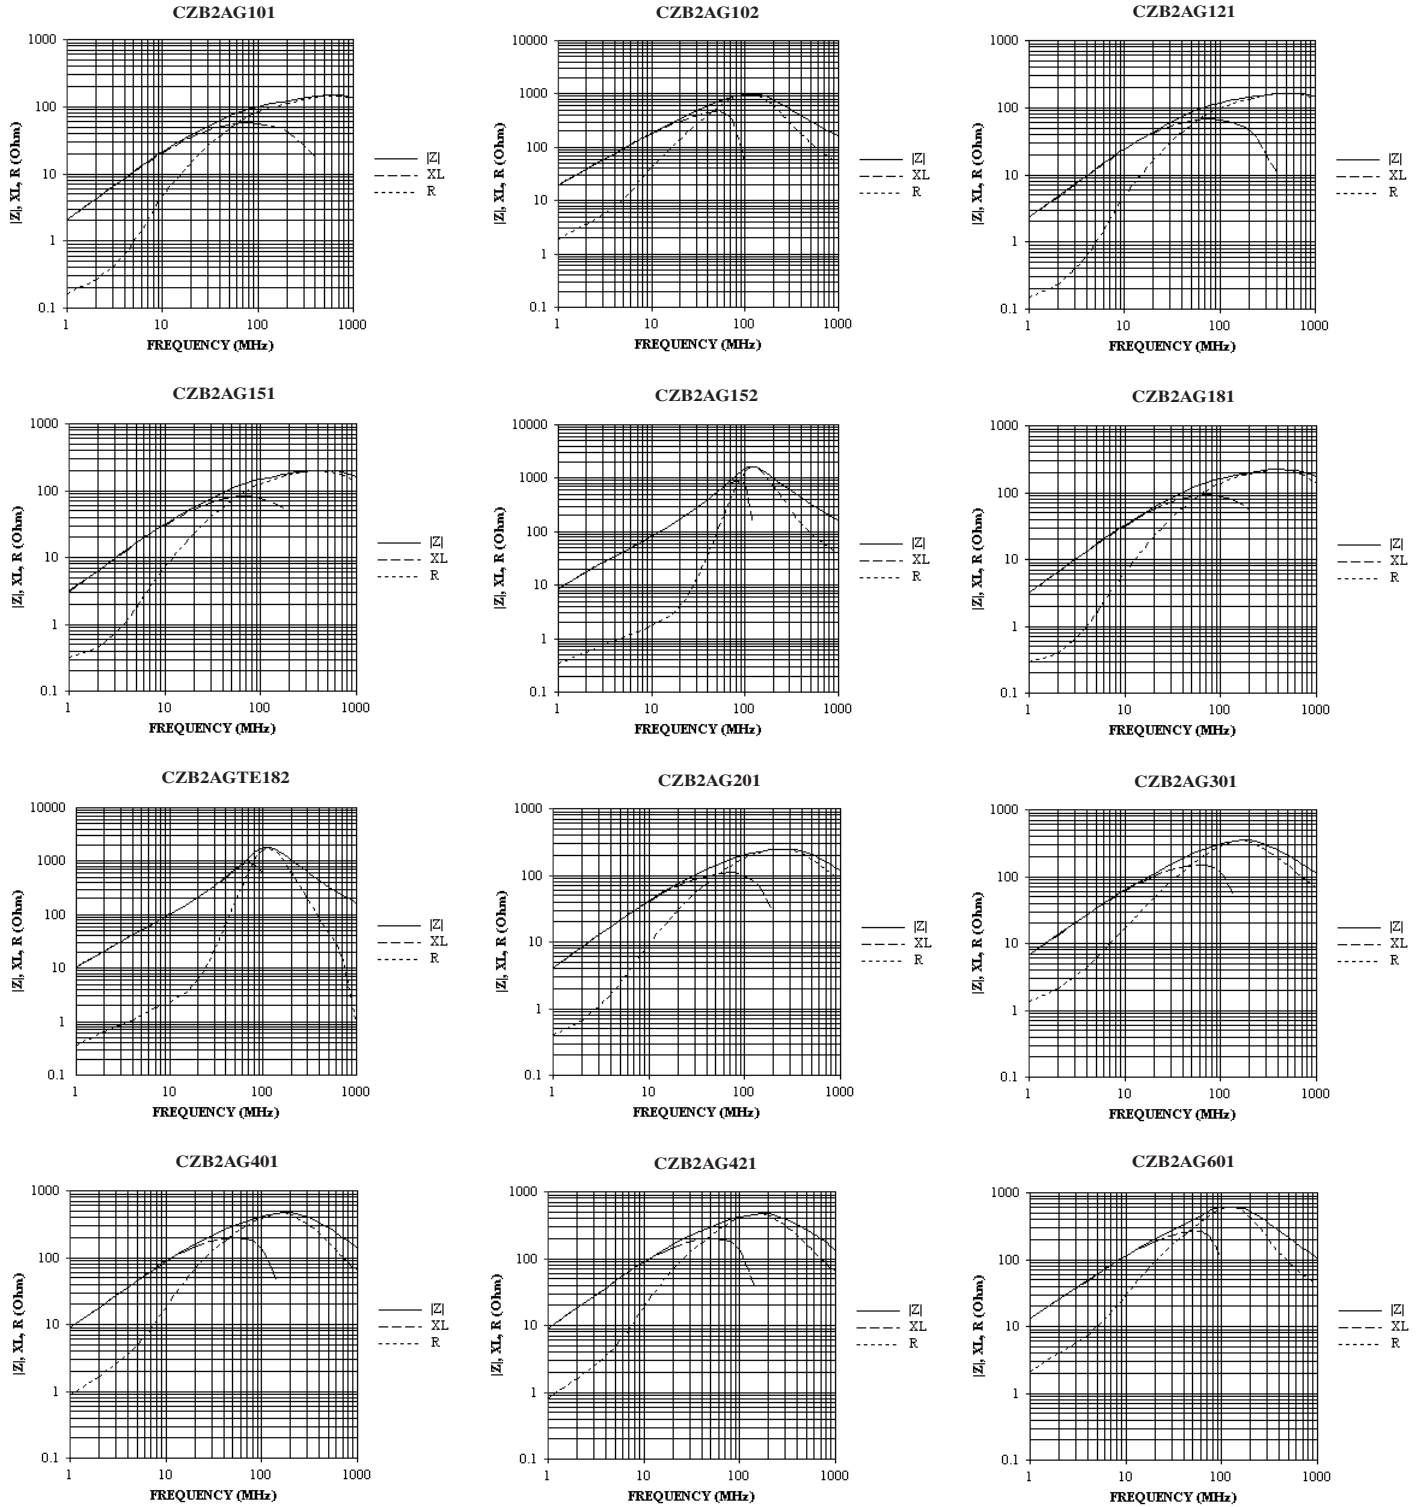 CZB2AG101
1000
100
10
1
0.1
1 10 100 1000
|Z|, XL, R (Ohm)
FREQUENCY (MHz)
|Z|
XL
R
CZB2AG102
10000
1000
100
10
1
0.1
1 10 100 1000
|Z|, XL, R (Ohm)
FREQUENCY (MHz)
|Z|
XL
R
CZB2AG121
1000
100
10
1
0.1
1 10 100 1000
|Z|, XL, R (Ohm)
FREQUENCY (MHz)
|Z|
XL
R
CZB2AG151
1000
100
10
1
0.1
1 10 100 1000
|Z|, XL, R (Ohm)
FREQUENCY (MHz)
|Z|
XL
R
CZB2AG152
10000
1000
100
10
1
0.1
1 10 100 1000
|Z|, XL, R (Ohm)
FREQUENCY (MHz)
|Z|
XL
R
CZB2AG181
1000
100
10
1
0.1
1 10 100 1000
|Z|, XL, R (Ohm)
FREQUENCY (MHz)
|Z|
XL
R
CZB2AGTE182
10000
1000
100
10
1
0.1
1 10 100 1000
|Z|, XL, R (Ohm)
FREQUENCY (MHz)
|Z|
XL
R
CZB2AG201
1000
100
10
1
0.1
1 10 100 1000
|Z|, XL, R (Ohm)
FREQUENCY (MHz)
|Z|
XL
R
CZB2AG301
1000
100
10
1
0.1
1 10 100 1000
|Z|, XL, R (Ohm)
FREQUENCY (MHz)
|Z|
XL
R
CZB2AG401
1000
100
10
1
0.1
1 10 100 1000
|Z|, XL, R (Ohm)
FREQUENCY (MHz)
|Z|
XL
R
CZB2AG421
1000
100
10
1
0.1
1 10 100 1000
|Z|, XL, R (Ohm)
FREQUENCY (MHz)
|Z|
XL
R
CZB2AG601
1000
100
10
1
0.1
1 10 100 1000
|Z|, XL, R (Ohm)
FREQUENCY (MHz)
|Z|
XL
R